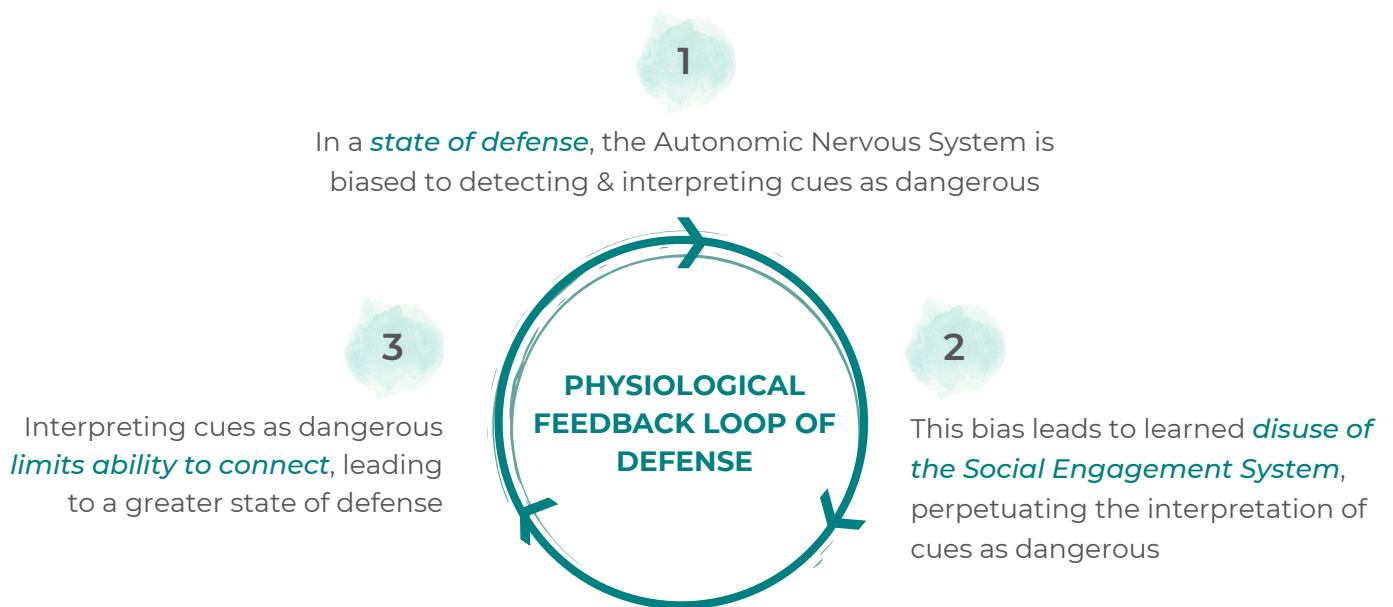 1
In a state of defense, the Autonomic Nervous System is
biased to detecting & interpreting cues as dangerous
2
This bias leads to learned disuse of
the Social Engagement System,
perpetuating the interpretation of
cues as dangerous
3
Interpreting cues as dangerous
limits ability to connect, leading
to a greater state of defense
PHYSIOLOGICAL
FEEDBACK LOOP OF
DEFENSE